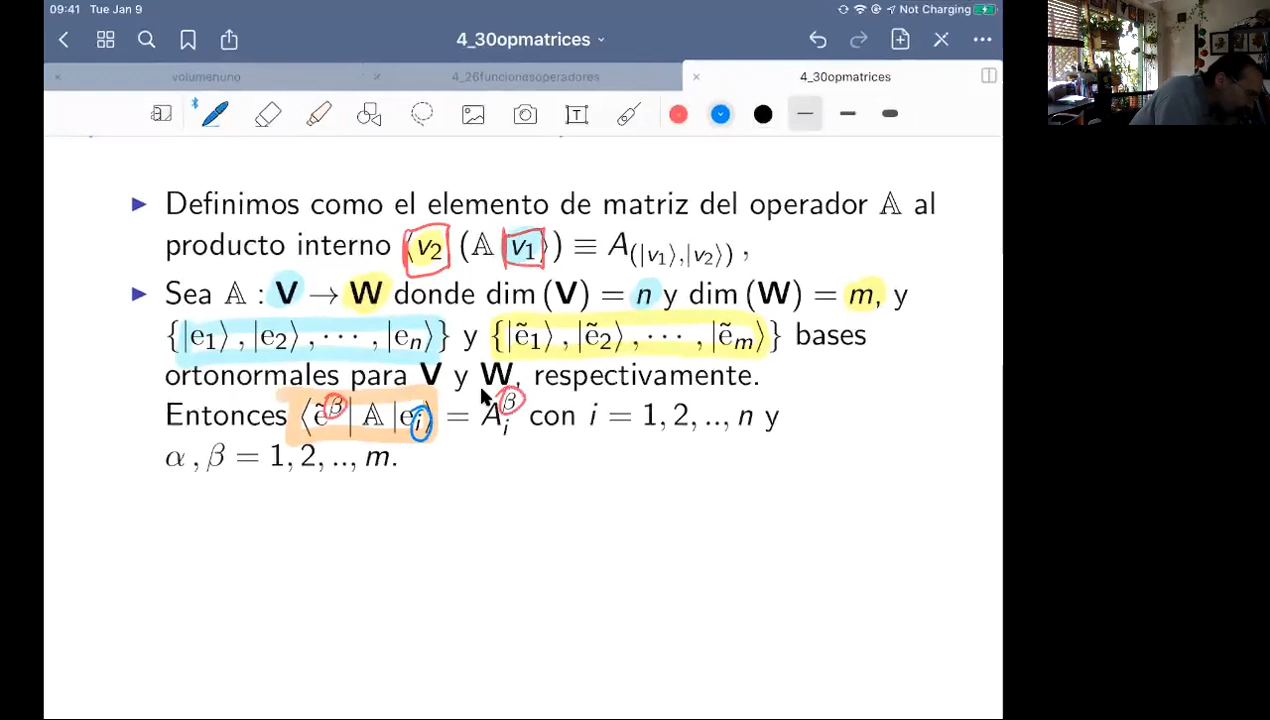 09:41 Tue Jan 9
Not Charging
4_30opmatrices
volumenuno
4_26funcionesoperadores
4_30opmatrices
T
▶ Definimos como el elemento de matriz del operador 𝔸 al
producto interno ⟨v₂ (𝔸 |v₁⟩) ≡ A₍|v₁⟩,|v₂⟩₎ ,
▶ Sea 𝔸 : V → W donde dim (V) = n y dim (W) = m, y
{|e₁⟩ , |e₂⟩ , ··· , |eₙ⟩} y {|ẽ₁⟩ , |ẽ₂⟩ , ··· , |ẽₘ⟩} bases
ortonormales para V y W, respectivamente.
Entonces ⟨ẽ^β | 𝔸 |e_i⟩ = A^β_i con i = 1, 2, .., n y
α , β = 1, 2, .., m.